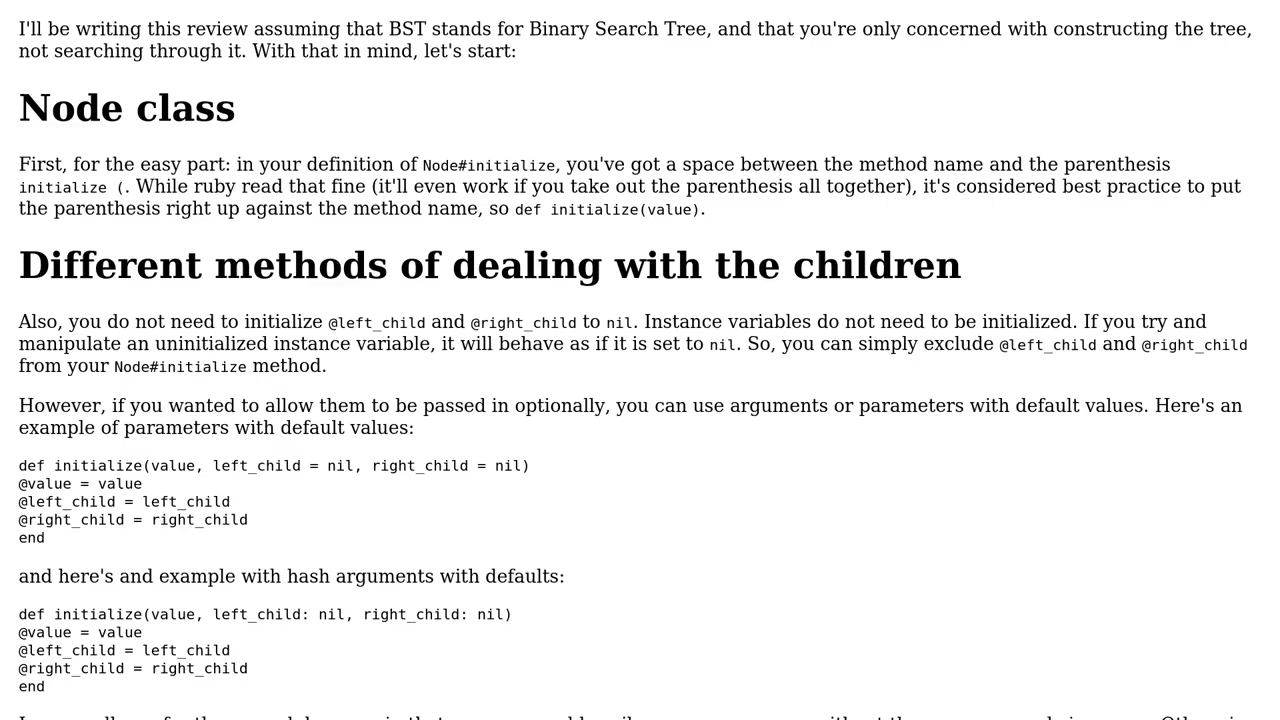 I'll be writing this review assuming that BST stands for Binary Search Tree, and that you're only concerned with constructing the tree,
not searching through it. With that in mind, let's start:
Node class
First, for the easy part: in your definition of Node#initialize, you've got a space between the method name and the parenthesis
initialize (. While ruby read that fine (it'll even work if you take out the parenthesis all together), it's considered best practice to put
the parenthesis right up against the method name, so def initialize(value).
Different methods of dealing with the children
Also, you do not need to initialize @left_child and @right_child to nil. Instance variables do not need to be initialized. If you try and
manipulate an uninitialized instance variable, it will behave as if it is set to nil. So, you can simply exclude @left_child and @right_child
from your Node#initialize method.
However, if you wanted to allow them to be passed in optionally, you can use arguments or parameters with default values. Here's an
example of parameters with default values:
def initialize(value, left_child = nil, right_child = nil)
@value = value
@left_child = left_child
@right_child = right_child
end
and here's and example with hash arguments with defaults:
def initialize(value, left_child: nil, right_child: nil)
@value = value
@left_child = left_child
@right_child = right_child
end